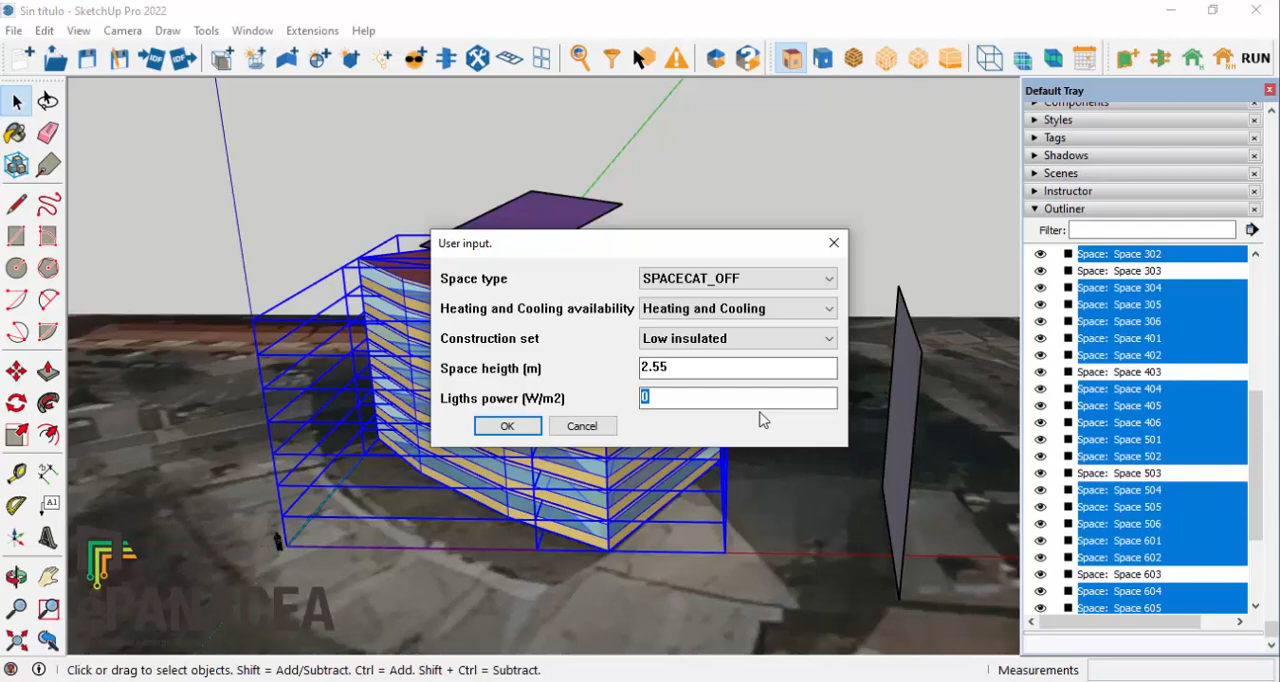 Sin título - SketchUp Pro 2022
File Edit View Camera Draw Tools Window Extensions Help
IDF IDF RUN
Default Tray
Components
Styles
Tags
Shadows
Scenes
Instructor
Outliner
Filter:
Space: Space 302
Space: Space 303
Space: Space 304
Space: Space 305
Space: Space 306
Space: Space 401
Space: Space 402
Space: Space 403
Space: Space 404
Space: Space 405
Space: Space 406
Space: Space 501
Space: Space 502
Space: Space 503
Space: Space 504
Space: Space 505
Space: Space 506
Space: Space 601
Space: Space 602
Space: Space 603
Space: Space 604
Space: Space 605
User input.
Space type SPACECAT_OFF
Heating and Cooling availability Heating and Cooling
Construction set Low insulated
Space heigth (m) 2.55
Ligths power (W/m2) 0
OK Cancel
A1
ePANACEA
Click or drag to select objects. Shift = Add/Subtract. Ctrl = Add. Shift + Ctrl = Subtract.
Measurements